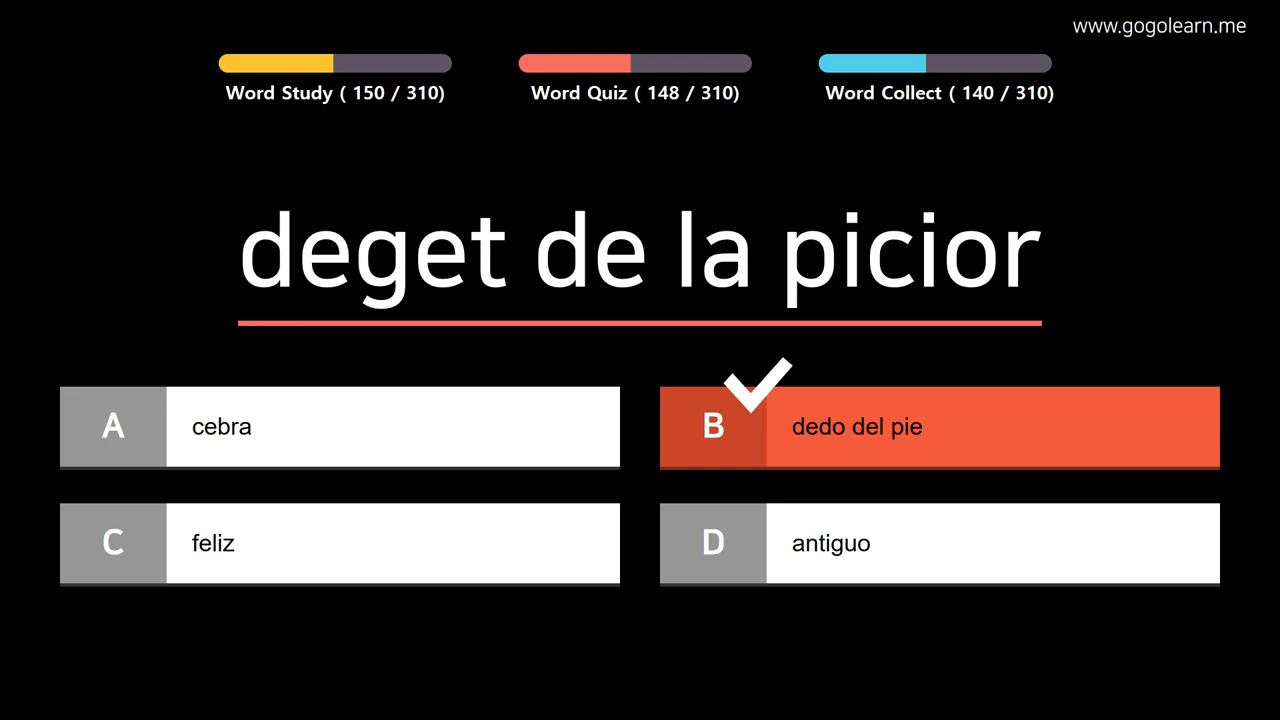 www.gogolearn.me
Word Study ( 150 / 310)
Word Quiz ( 148 / 310)
Word Collect ( 140 / 310)
deget de la picior
A
cebra
B
dedo del pie
C
feliz
D
antiguo